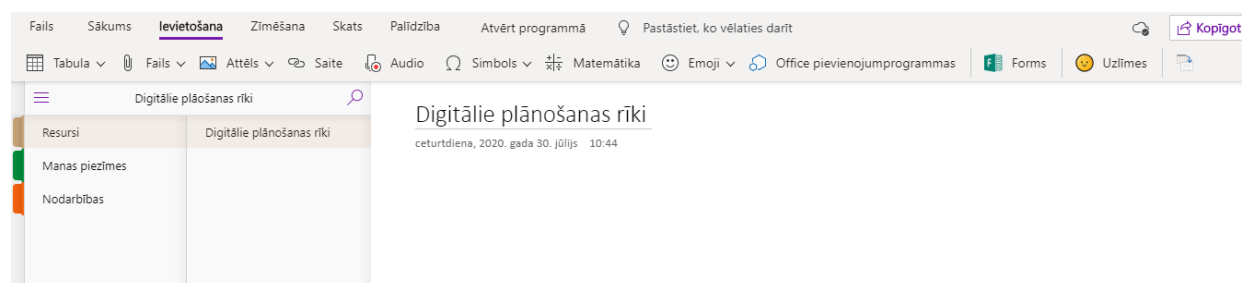 Fails Sākums Ievietošana Zīmēšana Skats Palīdzība Atvērt programmā Pastāstiet, ko vēlaties darīt Kopīgot
Tabula Fails Attēls Saite Audio Simbols Matemātika Emoji Office pievienojumprogrammas Forms Uzlīmes
Digitālie plāošanas rīki
Resursi
Manas piezīmes
Nodarbības
Digitālie plānošanas rīki
Digitālie plānošanas rīki
ceturtdiena, 2020. gada 30. jūlijs 10:44